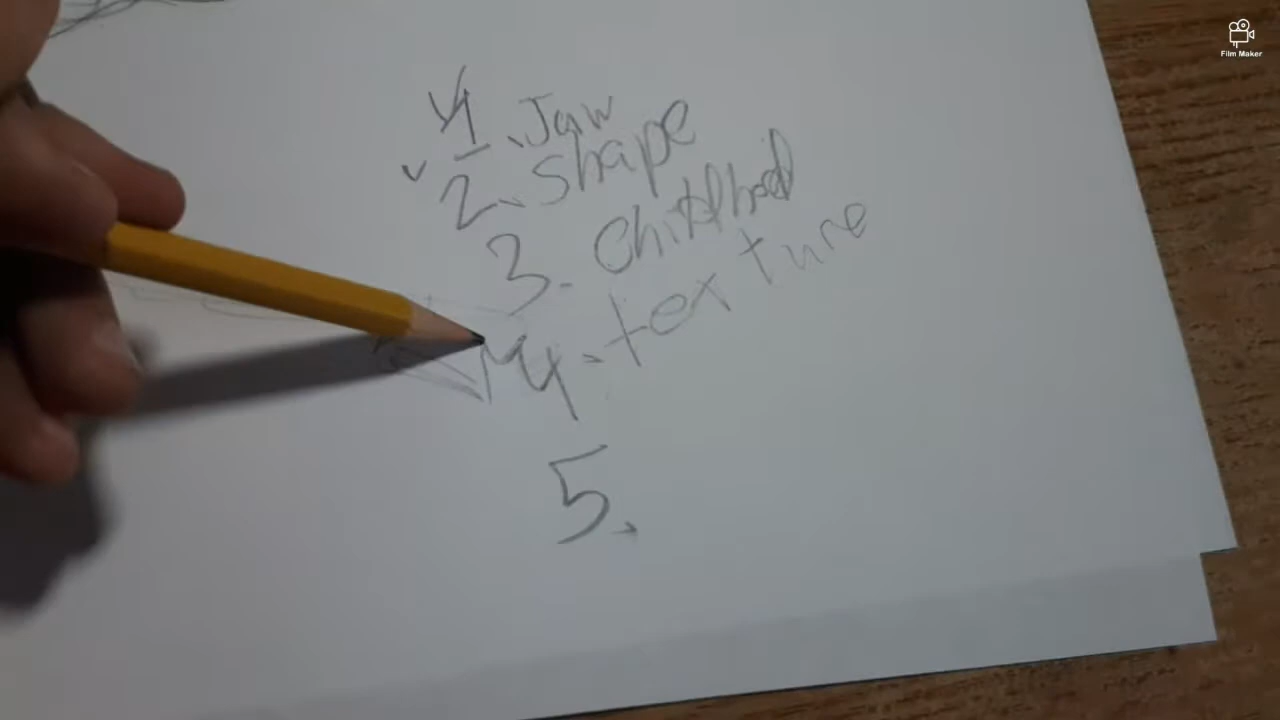 1. Jaw
2. Shape
3. Childhood
4. texture
5.
Film Maker